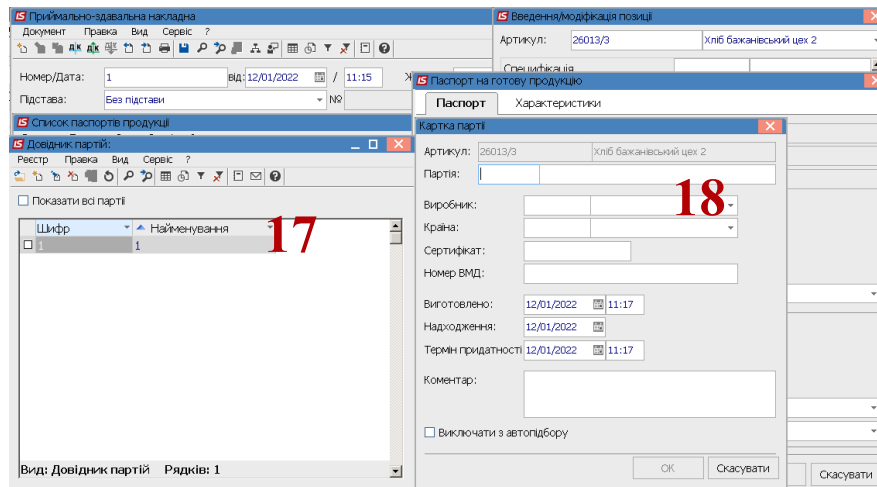 Приймально-здавальна накладна
Документ Правка Вид Сервіс ?
Номер/Дата: 1 від: 12/01/2022 / 11:15
Підстава: Без підстави №
Список паспортів продукції
Довідник партій:
Реєстр Правка Вид Сервіс ?
Показати всі партії
Шифр Найменування
1 1
17
Вид: Довідник партій Рядків: 1
Введення/модифікація позиції
Артикул: 26013/3 Хліб бажанівський цех 2
Специфікація
Паспорт на готову продукцію
Паспорт Характеристики
Картка партії
Артикул: 26013/3 Хліб бажанівський цех 2
Партія:
18
Виробник:
Країна:
Сертифікат:
Номер ВМД:
Виготовлено: 12/01/2022 11:17
Надходження: 12/01/2022
Термін придатності 12/01/2022 11:17
Коментар:
Виключати з автопідбору
OK Скасувати
Скасувати